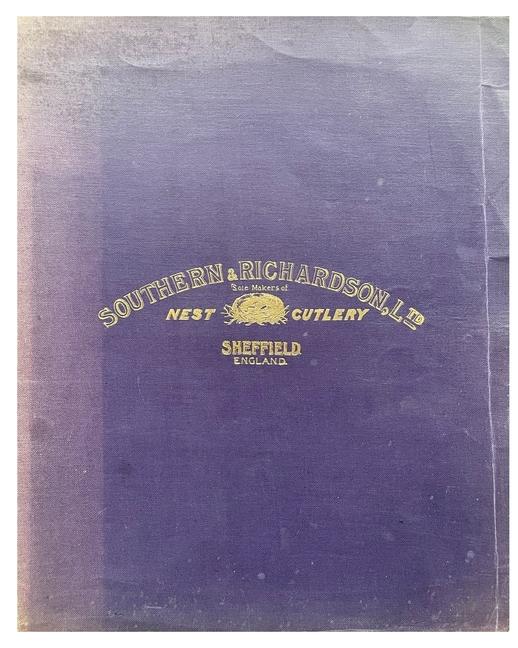 SOUTHERN & RICHARDSON, LTD
Sole Makers of
NEST CUTLERY
SHEFFIELD
ENGLAND.